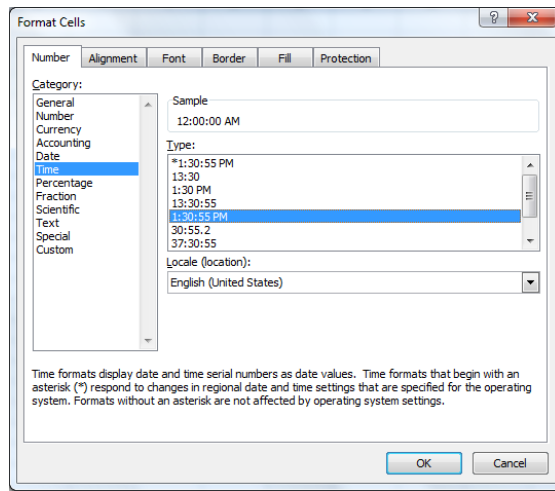 Format Cells
Number Alignment Font Border Fill Protection
Category:
General
Number
Currency
Accounting
Date
Time
Percentage
Fraction
Scientific
Text
Special
Custom
Sample
12:00:00 AM
Type:
*1:30:55 PM
13:30
1:30 PM
13:30:55
1:30:55 PM
30:55.2
37:30:55
Locale (location):
English (United States)
Time formats display date and time serial numbers as date values. Time formats that begin with an
asterisk (*) respond to changes in regional date and time settings that are specified for the operating
system. Formats without an asterisk are not affected by operating system settings.
OK Cancel